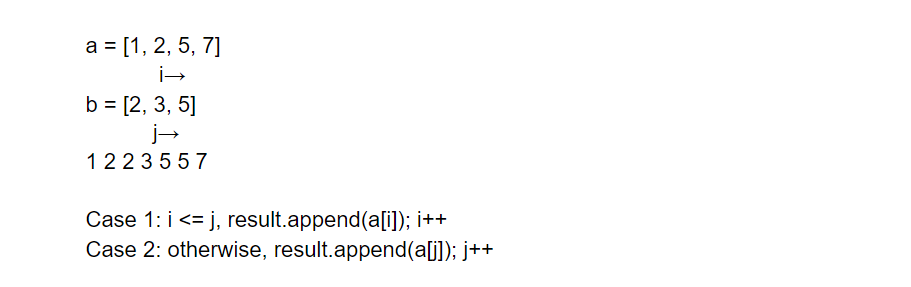 a = [1, 2, 5, 7]
i→
b = [2, 3, 5]
j→
1 2 2 3 5 5 7
Case 1: i <= j, result.append(a[i]); i++
Case 2: otherwise, result.append(a[j]); j++